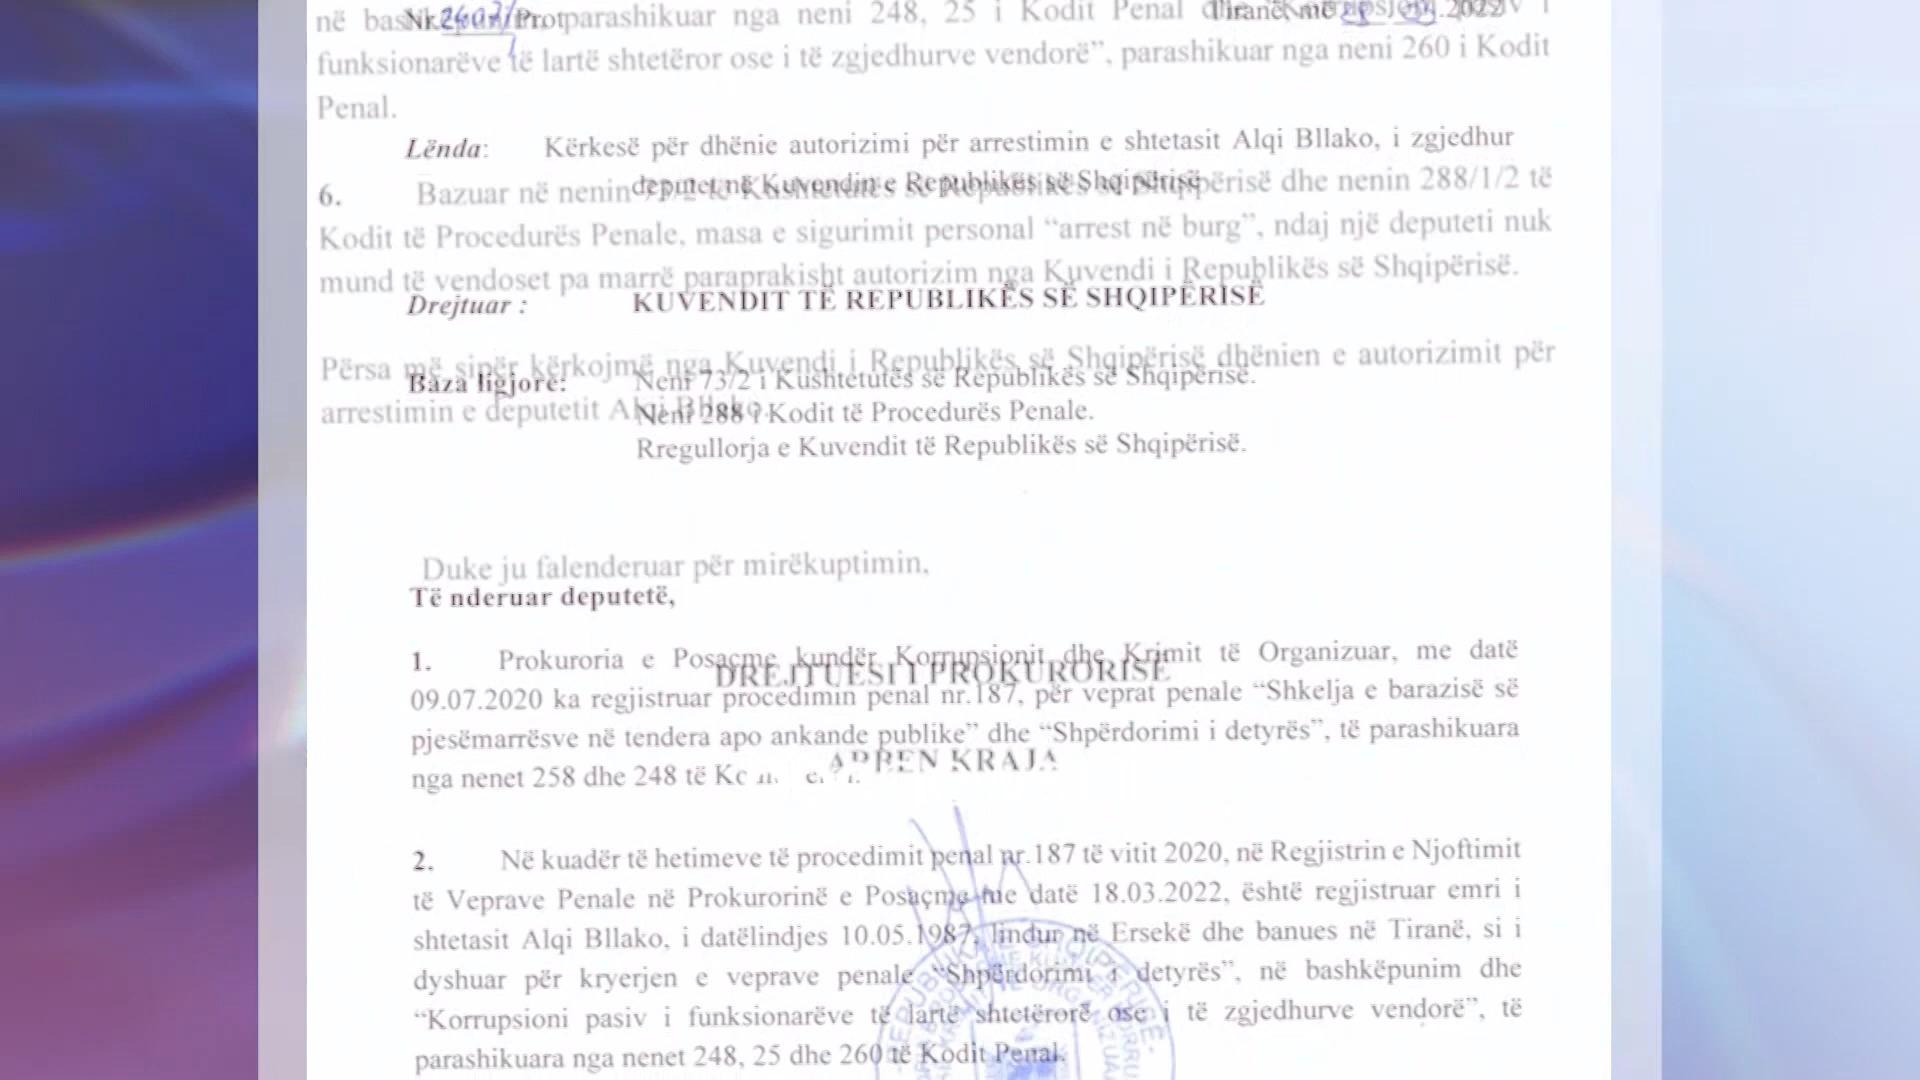 në parashikuar nga neni 248, 25 i Kodit Penal
funksionarëve të lartë shtetëror ose i të zgjedhurve vendorë”, parashikuar nga neni 260 i Kodit
Penal.
6. Bazuar në nenin 73/2 të Kushtetutës së Republikës së Shqipërisë dhe nenin 288/1/2 të
Kodit të Procedurës Penale, masa e sigurimit personal “arrest në burg”, ndaj një deputeti nuk
mund të vendoset pa marrë paraprakisht autorizim nga Kuvendi i Republikës së Shqipërisë.
Përsa më sipër kërkojmë nga Kuvendi i Republikës së Shqipërisë dhënien e autorizimit për
arrestimin e deputetit Alqi Bllako.
Duke ju falenderuar për mirëkuptimin,
DREJTUESI I PROKURORISË
KRAJA
Nr. Prot Tiranë, më .2022
Lënda: Kërkesë për dhënie autorizimi për arrestimin e shtetasit Alqi Bllako, i zgjedhur
deputet në Kuvendin e Republikës së Shqipërisë
Drejtuar : KUVENDIT TË REPUBLIKËS SË SHQIPËRISË
Baza ligjore: Neni 73/2 i Kushtetutës së Republikës së Shqipërisë.
Neni 288 i Kodit të Procedurës Penale.
Rregullorja e Kuvendit të Republikës së Shqipërisë.
Të nderuar deputetë,
1. Prokuroria e Posaçme kundër Korrupsionit dhe Krimit të Organizuar, me datë
09.07.2020 ka regjistruar procedimin penal nr.187, për veprat penale “Shkelja e barazisë së
pjesëmarrësve në tendera apo ankande publike” dhe “Shpërdorimi i detyrës”, të parashikuara
nga nenet 258 dhe 248 të
2. Në kuadër të hetimeve të procedimit penal nr.187 të vitit 2020, në Regjistrin e Njoftimit
të Veprave Penale në Prokurorinë e Posaçme me datë 18.03.2022, është regjistruar emri i
shtetasit Alqi Bllako, i datëlindjes 10.05.1987, lindur në Ersekë dhe banues në Tiranë, si i
dyshuar për kryerjen e veprave penale “Shpërdorimi i detyrës”, në bashkëpunim dhe
“Korrupsioni pasiv i funksionarëve të lartë shtetërorë ose i të zgjedhurve vendorë”, të
parashikuara nga nenet 248, 25 dhe 260 të Kodit Penal.